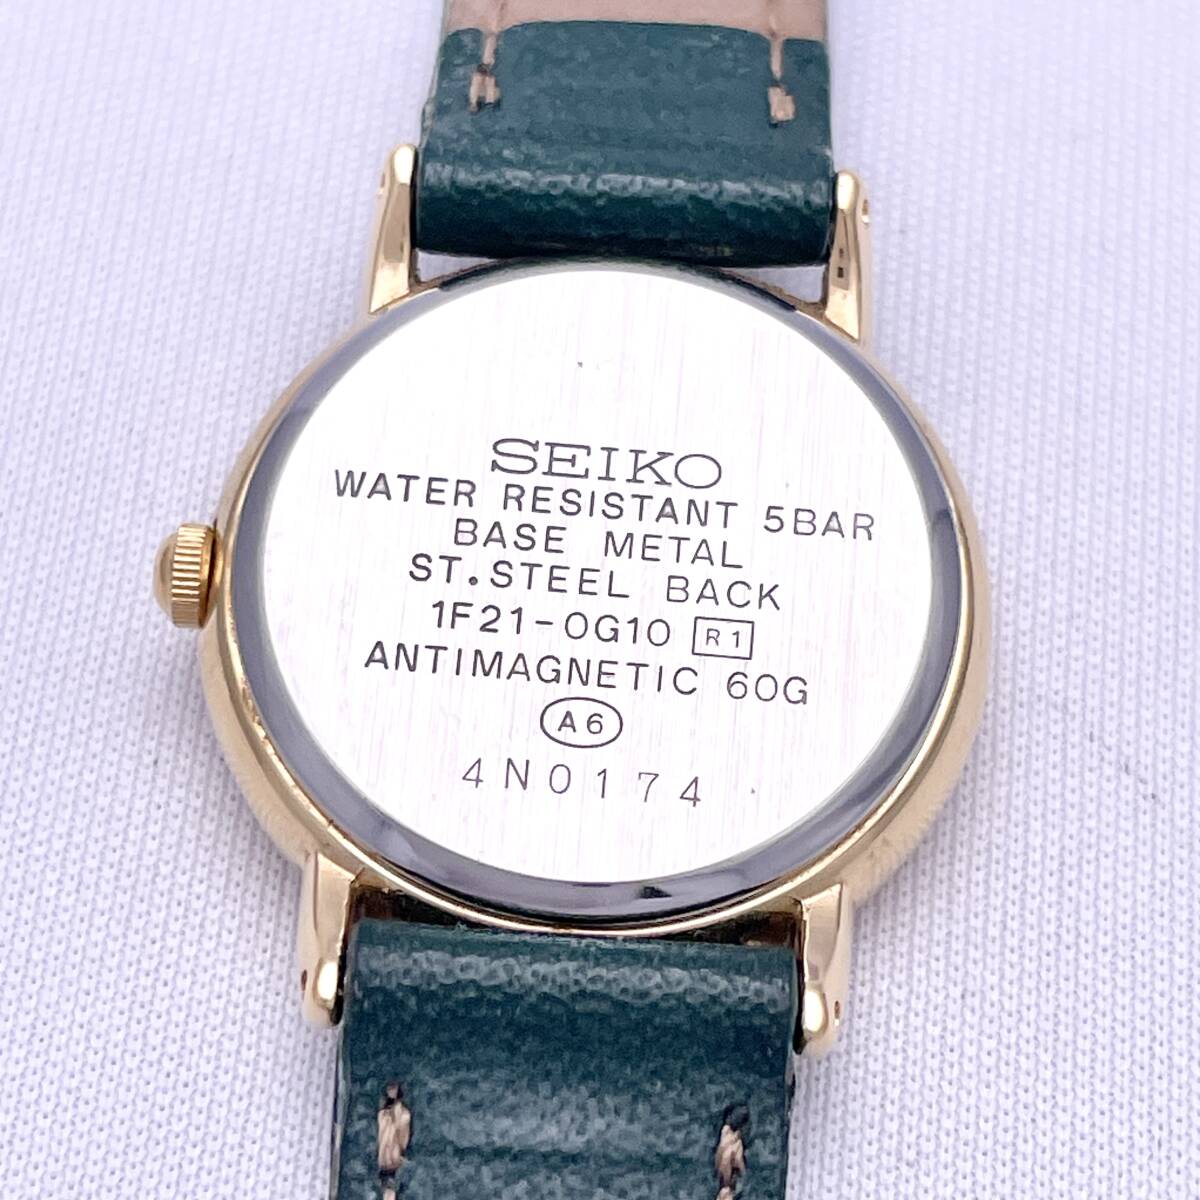 SEIKO
WATER RESISTANT 5BAR
BASE METAL
ST.STEEL BACK
1F21-0G10 R1
ANTIMAGNETIC 60G
A6
4N0174